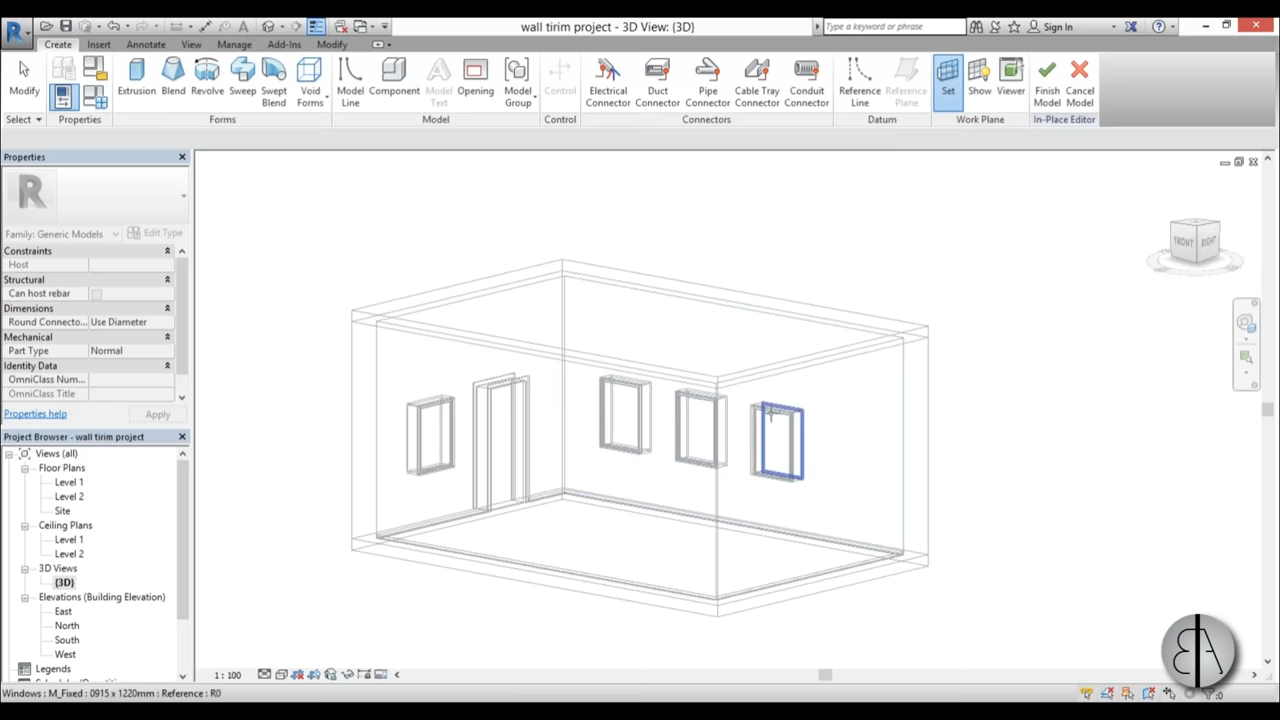 wall tirim project - 3D View: {3D}
Type a keyword or phrase
Sign In
Create Insert Annotate View Manage Add-Ins Modify
Modify Extrusion Blend Revolve Sweep Swept Blend Void Forms Model Line Component Model Text Opening Model Group Control Electrical Connector Duct Connector Pipe Connector Cable Tray Connector Conduit Connector Reference Line Reference Plane Set Show Viewer Finish Model Cancel Model
Select Properties Forms Model Control Connectors Datum Work Plane In-Place Editor
Properties
Family: Generic Models Edit Type
Constraints
Host
Structural
Can host rebar
Dimensions
Round Connecto... Use Diameter
Mechanical
Part Type Normal
Identity Data
OmniClass Num...
OmniClass Title
Properties help Apply
Project Browser - wall tirim project
Views (all)
Floor Plans
Level 1
Level 2
Site
Ceiling Plans
Level 1
Level 2
3D Views
{3D}
Elevations (Building Elevation)
East
North
South
West
Legends
FRONT RIGHT
1 : 100
Windows : M_Fixed : 0915 x 1220mm : Reference : R0
:0